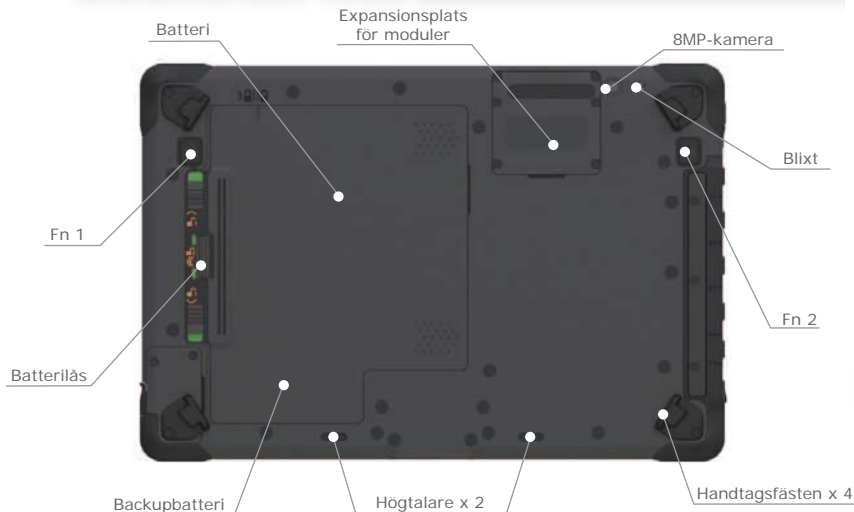 Expansionsplats
för moduler
Batteri
8MP-kamera
Blixt
Fn 1
Fn 2
Batterilås
Handtagsfästen x 4
Backupbatteri
Högtalare x 2